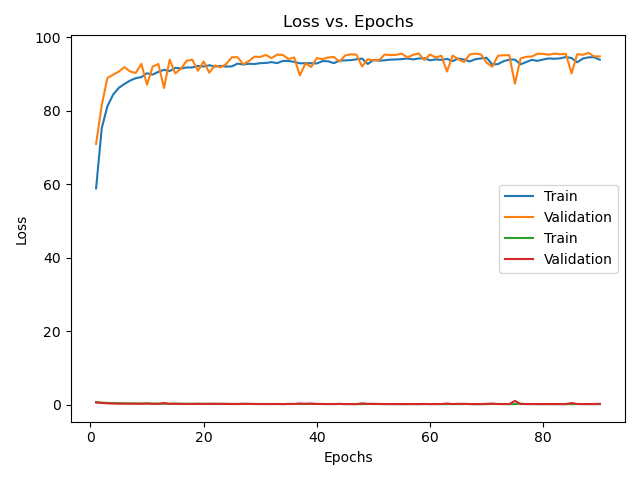 Loss vs. Epochs
Loss
100
80
60
40
20
0
Train
Validation
Train
Validation
0 20 40 60 80
Epochs